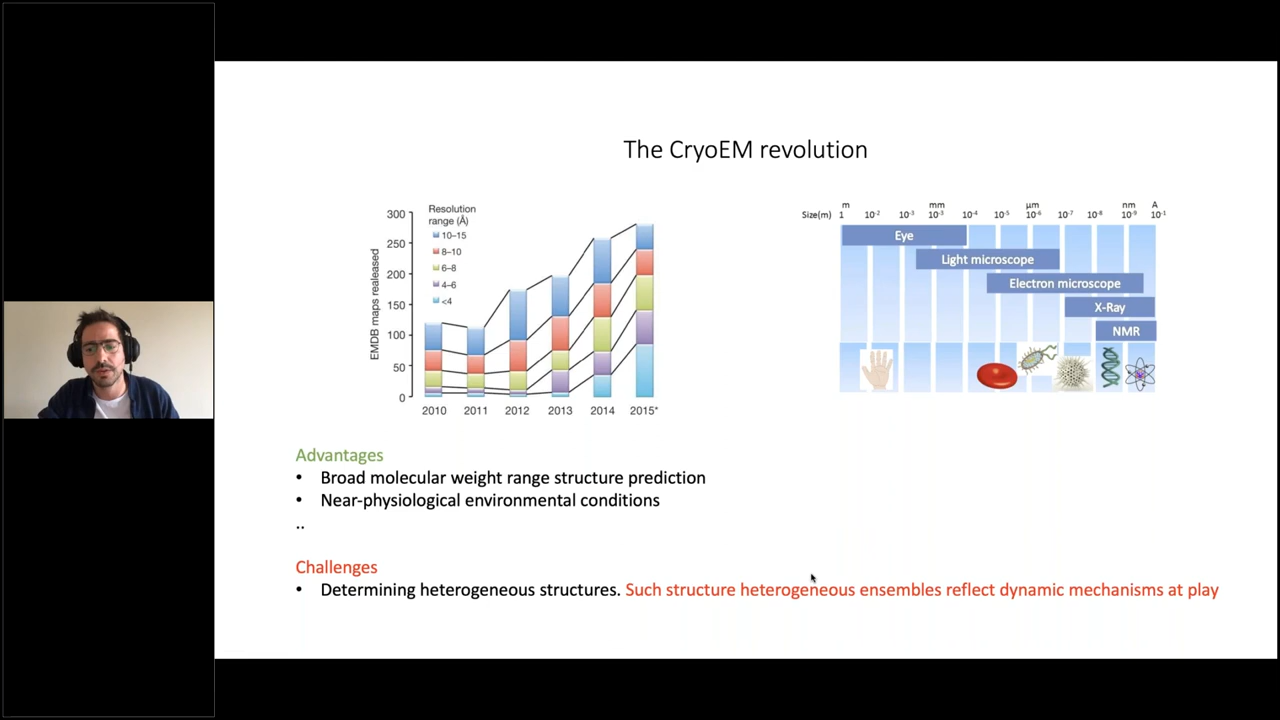 The CryoEM revolution
Resolution
range (Å)
10–15
8–10
6–8
4–6
<4
EMDB maps realeased
300
250
200
150
100
50
0
2010 2011 2012 2013 2014 2015*
m mm μm nm A
Size(m) 1 10-2 10-3 10-3 10-4 10-5 10-6 10-7 10-8 10-9 10-1
Eye
Light microscope
Electron microscope
X-Ray
NMR
Advantages
• Broad molecular weight range structure prediction
• Near-physiological environmental conditions
..
Challenges
• Determining heterogeneous structures. Such structure heterogeneous ensembles reflect dynamic mechanisms at play